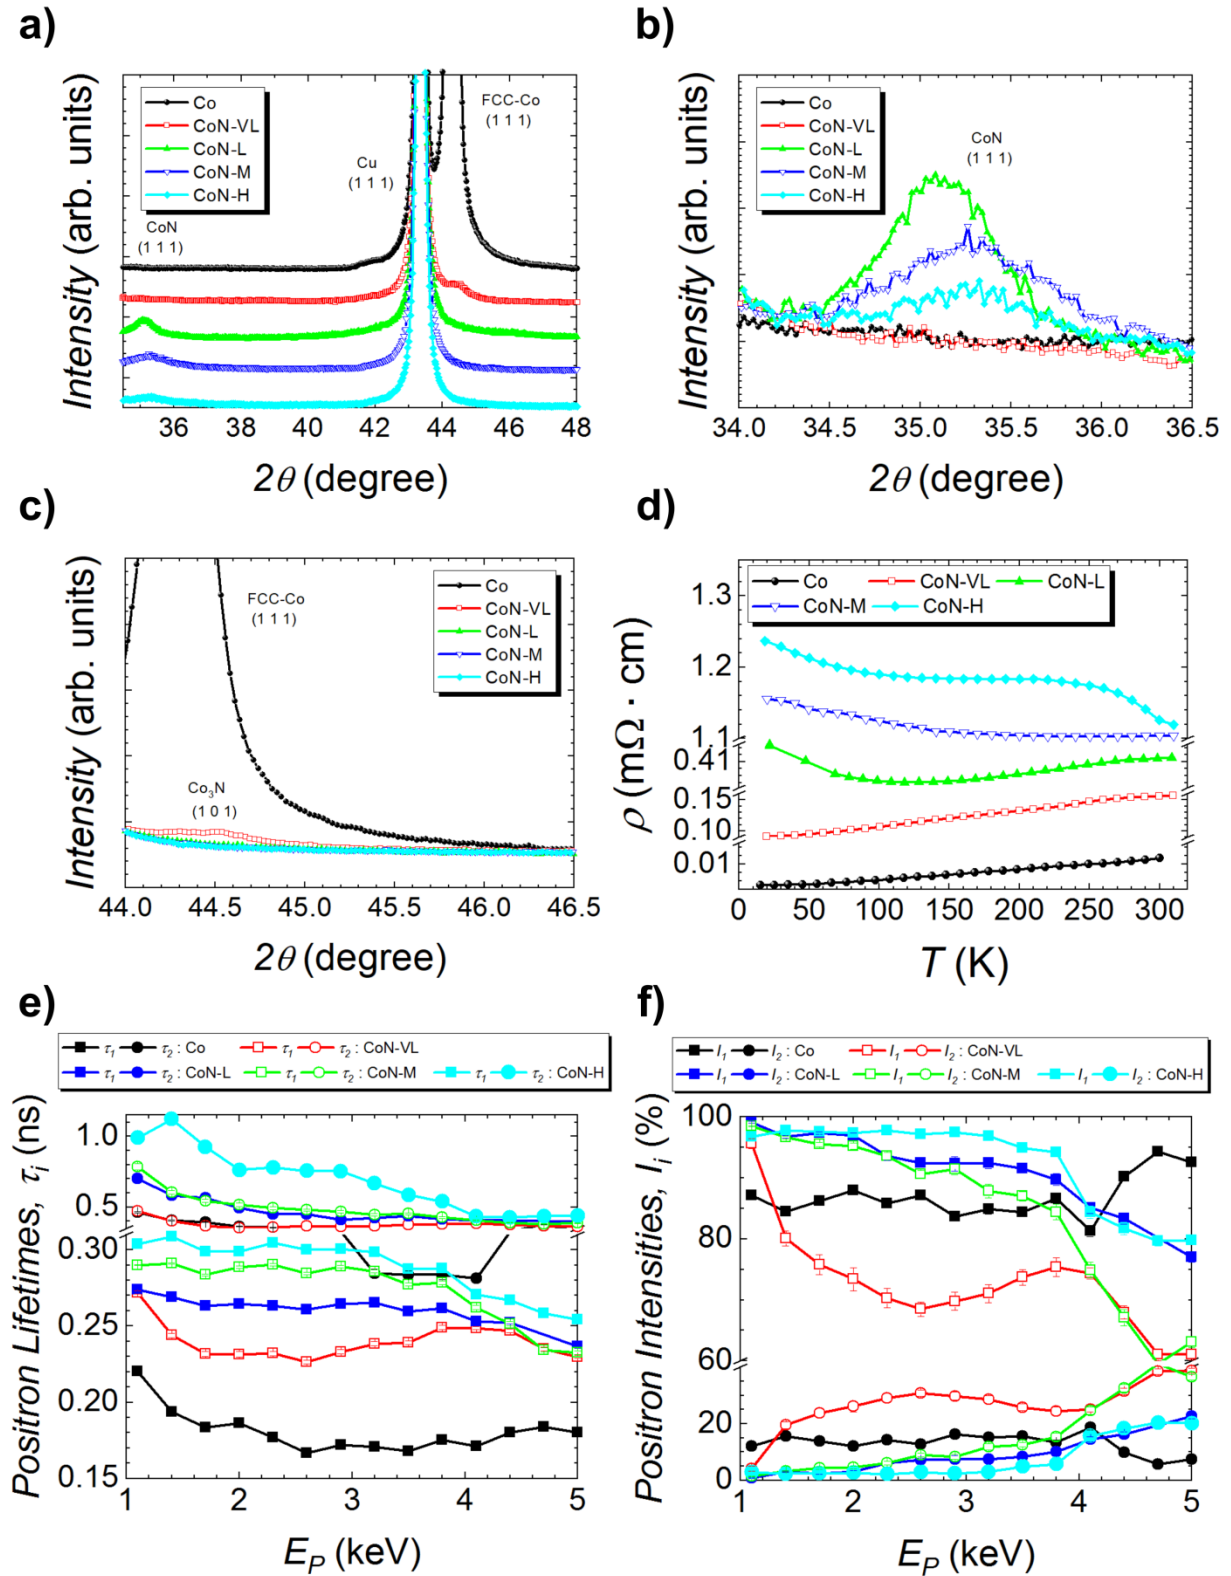 a)
Intensity (arb. units)
Co
CoN-VL
CoN-L
CoN-M
CoN-H
FCC-Co
(1 1 1)
Cu
(1 1 1)
CoN
(1 1 1)
36 38 40 42 44 46 48
2θ (degree)
b)
Intensity (arb. units)
Co
CoN-VL
CoN-L
CoN-M
CoN-H
CoN
(1 1 1)
34.0 34.5 35.0 35.5 36.0 36.5
2θ (degree)
c)
Intensity (arb. units)
FCC-Co
(1 1 1)
Co
CoN-VL
CoN-L
CoN-M
CoN-H
Co₃N
(1 0 1)
44.0 44.5 45.0 45.5 46.0 46.5
2θ (degree)
d)
ρ (mΩ · cm)
Co CoN-VL CoN-L
CoN-M CoN-H
1.3
1.2
1.1
0.41
0.15
0.10
0.01
0 50 100 150 200 250 300
T (K)
e)
τ₁ τ₂ : Co τ₁ τ₂ : CoN-VL
τ₁ τ₂ : CoN-L τ₁ τ₂ : CoN-M τ₁ τ₂ : CoN-H
Positron Lifetimes, τᵢ (ns)
1.0
0.5
0.30
0.25
0.20
0.15
1 2 3 4 5
E_P (keV)
f)
I₁ I₂ : Co I₁ I₂ : CoN-VL
I₁ I₂ : CoN-L I₁ I₂ : CoN-M I₁ I₂ : CoN-H
Positron Intensities, Iᵢ (%)
100
80
60
40
20
0
1 2 3 4 5
E_P (keV)